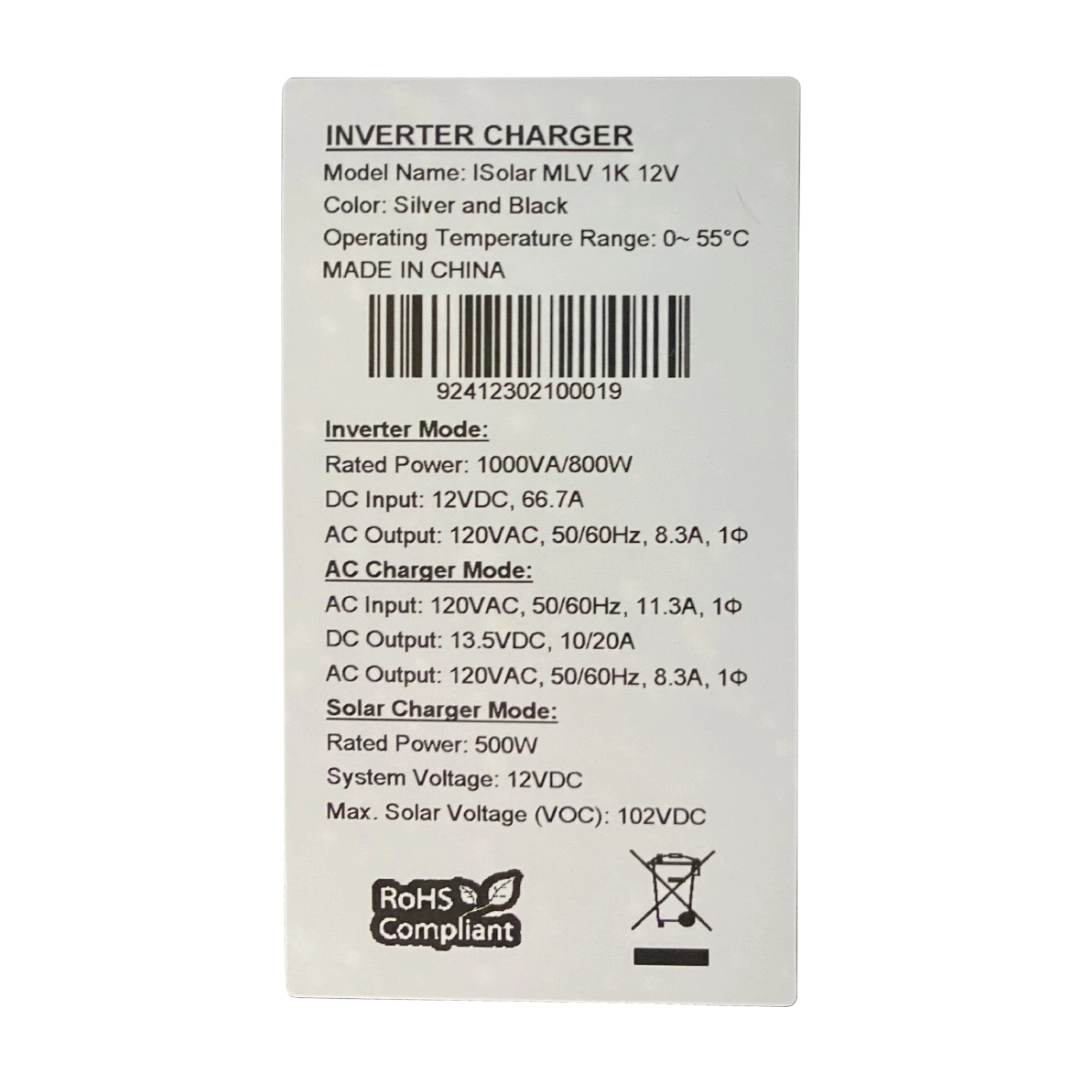 INVERTER CHARGER
Model Name: ISolar MLV 1K 12V
Color: Silver and Black
Operating Temperature Range: 0~ 55°C
MADE IN CHINA
92412302100019
Inverter Mode:
Rated Power: 1000VA/800W
DC Input: 12VDC, 66.7A
AC Output: 120VAC, 50/60Hz, 8.3A, 1Φ
AC Charger Mode:
AC Input: 120VAC, 50/60Hz, 11.3A, 1Φ
DC Output: 13.5VDC, 10/20A
AC Output: 120VAC, 50/60Hz, 8.3A, 1Φ
Solar Charger Mode:
Rated Power: 500W
System Voltage: 12VDC
Max. Solar Voltage (VOC): 102VDC
RoHS
Compliant